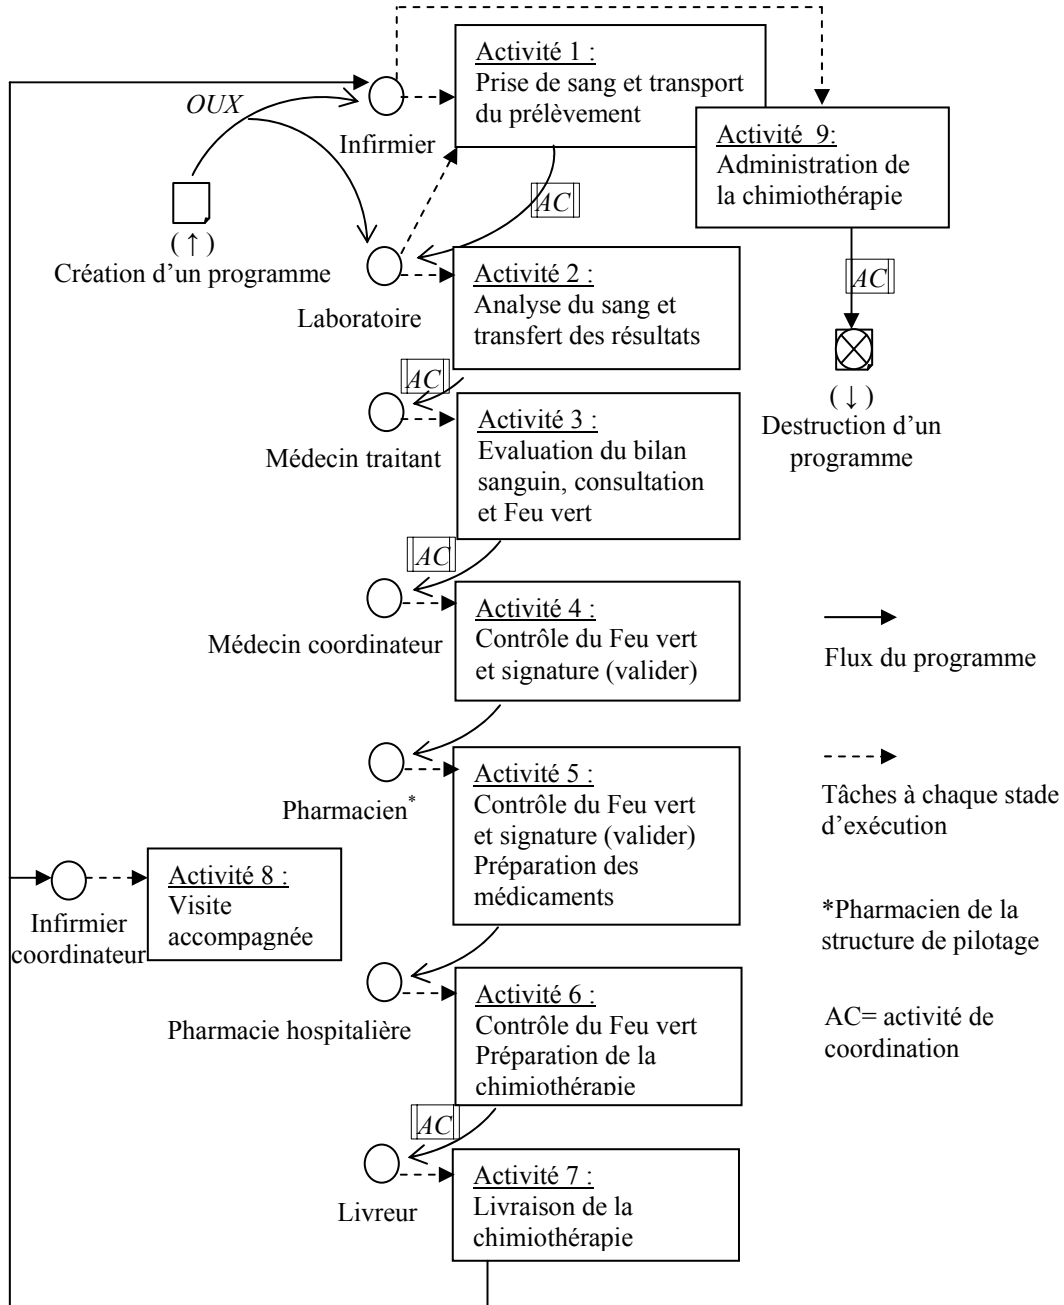 Activité 1 :
Prise de sang et transport
du prélèvement
OUX
Infirmier
Activité 9:
Administration de
la chimiothérapie
AC
( ↑ )
Création d’un programme
Laboratoire
Activité 2 :
Analyse du sang et
transfert des résultats
AC
( ↓ )
Destruction d’un
programme
AC
Médecin traitant
Activité 3 :
Evaluation du bilan
sanguin, consultation
et Feu vert
AC
Médecin coordinateur
Activité 4 :
Contrôle du Feu vert
et signature (valider)
Flux du programme
Pharmacien*
Activité 5 :
Contrôle du Feu vert
et signature (valider)
Préparation des
médicaments
Tâches à chaque stade
d’exécution
Infirmier
coordinateur
Activité 8 :
Visite
accompagnée
*Pharmacien de la
structure de pilotage
Pharmacie hospitalière
Activité 6 :
Contrôle du Feu vert
Préparation de la
chimiothérapie
AC= activité de
coordination
AC
Livreur
Activité 7 :
Livraison de la
chimiothérapie